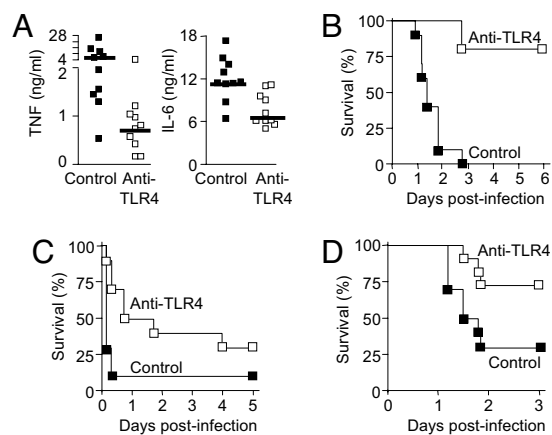 A
TNF (ng/ml)
28
4
2
1
0
Control Anti-
TLR4
IL-6 (ng/ml)
18
12
6
0
Control Anti-
TLR4
B
Survival (%)
100
75
50
25
0
Anti-TLR4
Control
0 1 2 3 4 5 6
Days post-infection
C
Survival (%)
100
75
50
25
0
Anti-TLR4
Control
0 1 2 3 4 5
Days post-infection
D
Survival (%)
100
75
50
25
0
Anti-TLR4
Control
0 1 2 3
Days post-infection